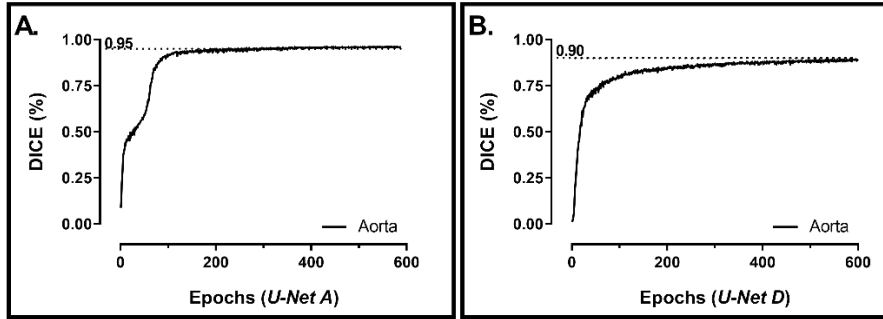 A.
1.00
0.95
0.75
0.50
0.25
0.00
DICE (%)
Aorta
0 200 400 600
Epochs (U-Net A)
B.
1.00
0.90
0.75
0.50
0.25
0.00
DICE (%)
Aorta
0 200 400 600
Epochs (U-Net D)